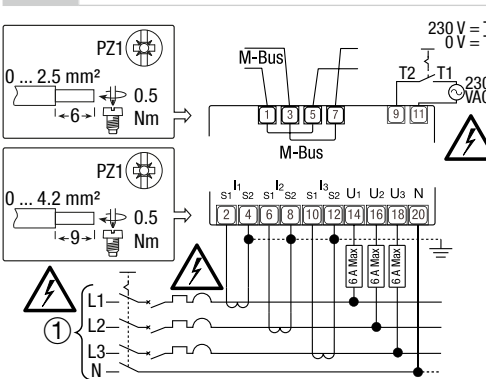 230 V = T
0 V =
PZ1
M-Bus
T2 T1
0 ... 2.5 mm²
0.5
Nm
6
230
VAC
1 3 5 7 9 11
M-Bus
PZ1
0 ... 4.2 mm²
0.5
Nm
9
I1 I2 I3 U1 U2 U3 N
S1 S2 S1 S2 S1 S2
2 4 6 8 10 12 14 16 18 20
6 A Max 6 A Max 6 A Max
1
L1
L2
L3
N